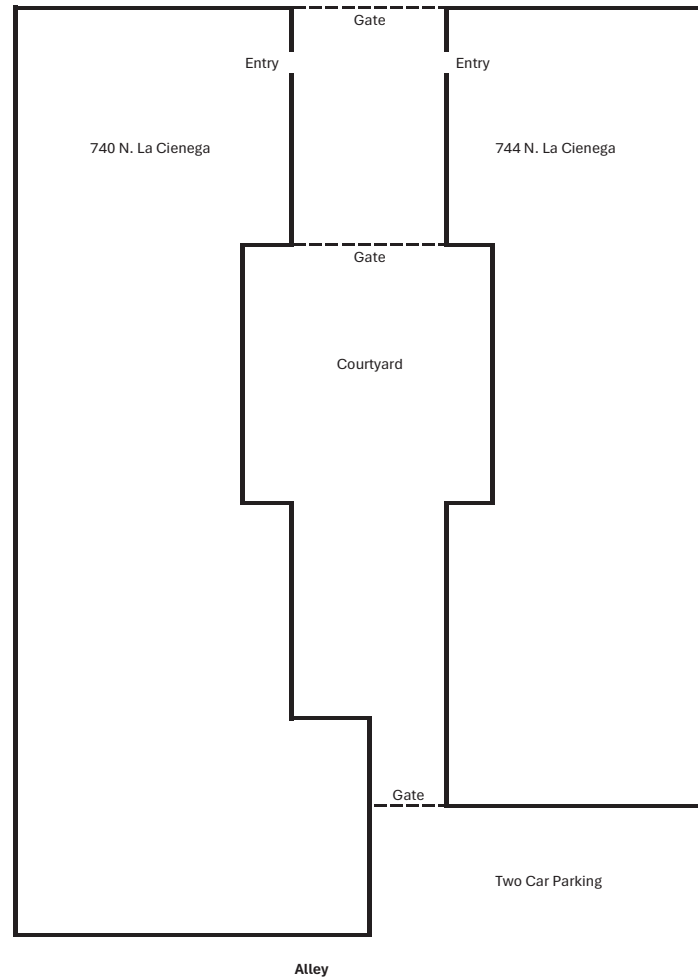 Gate
Entry
Entry
740 N. La Cienega
744 N. La Cienega
Gate
Courtyard
Gate
Two Car Parking
Alley